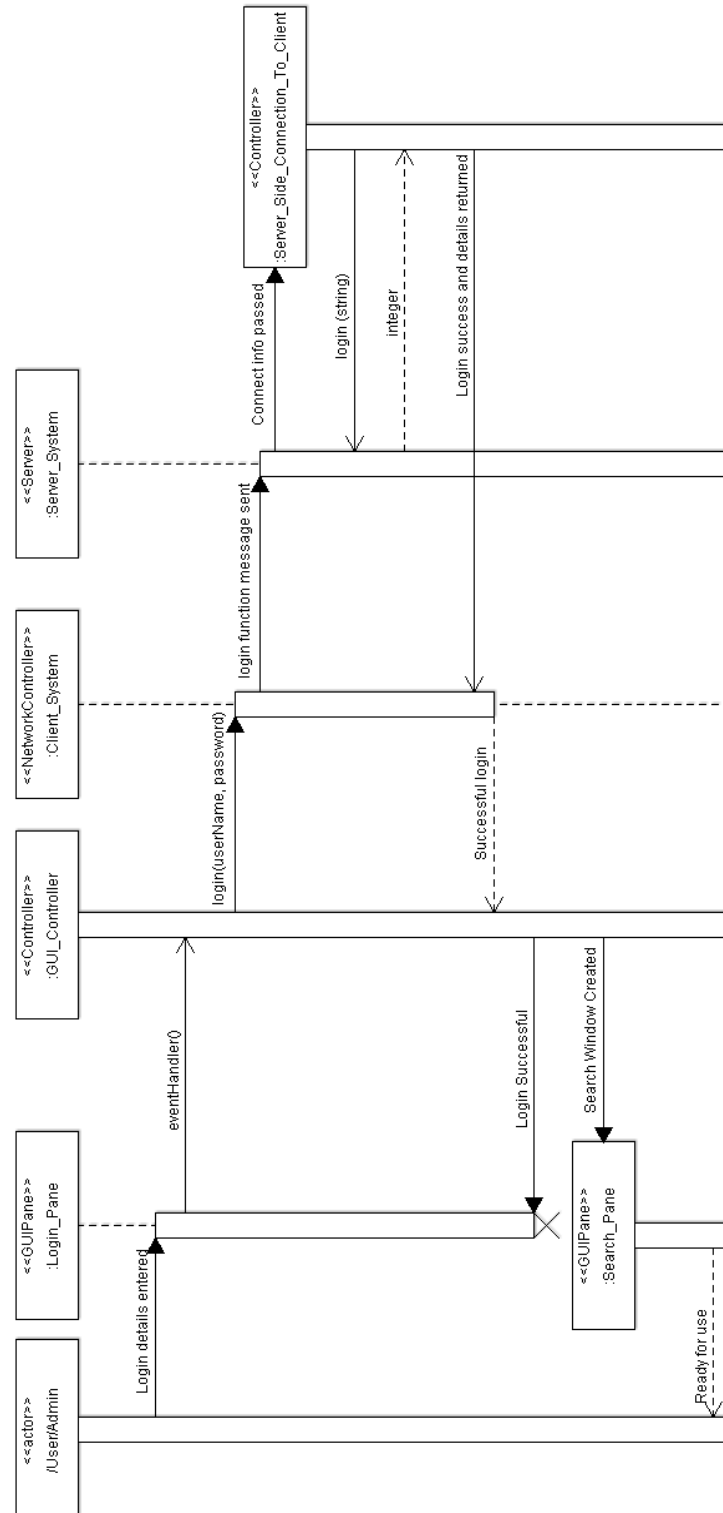 <<actor>>
/User/Admin
<<GUIPane>>
:Login_Pane
<<Controller>>
:GUI_Controller
<<NetworkController>>
:Client_System
<<Server>>
:Server_System
Login details entered
eventHandler()
login(userName, password)
login function message sent
Connect info passed
<<Controller>>
:Server_Side_Connection_To_Client
login (string)
integer
Login success and details returned
Successful login
Login Successful
Search Window Created
<<GUIPane>>
:Search_Pane
Ready for use